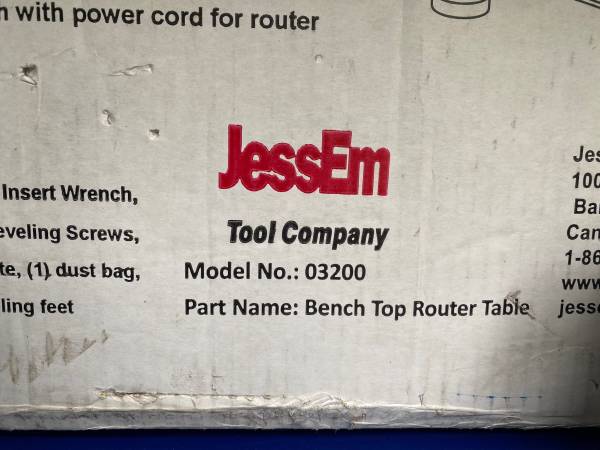 with power cord for router
JessEm
Tool Company
Insert Wrench,
eveling Screws,
te, (1) dust bag,
ling feet
Model No.: 03200
Part Name: Bench Top Router Table
Jes
100
Ba
Can
1-86
www
jesse